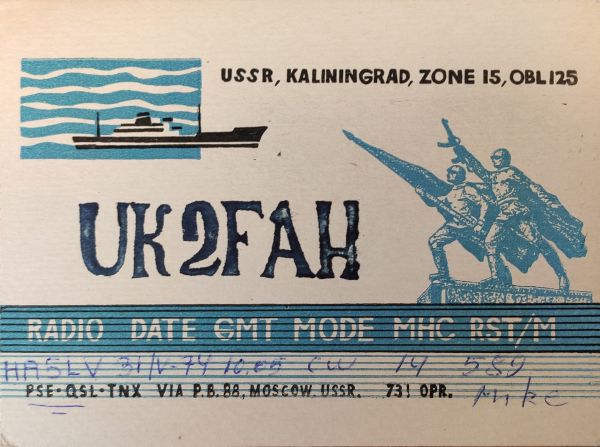 USSR, KALININGRAD, ZONE 15, OBL 125
UK2FAH
RADIO DATE GMT MODE MHC RST/M
HA5LV 31/V-74 10.05 CW 14 589
PSE·QSL·TNX VIA P.B.88, MOSCOW. USSR. 73! OPR. Mike